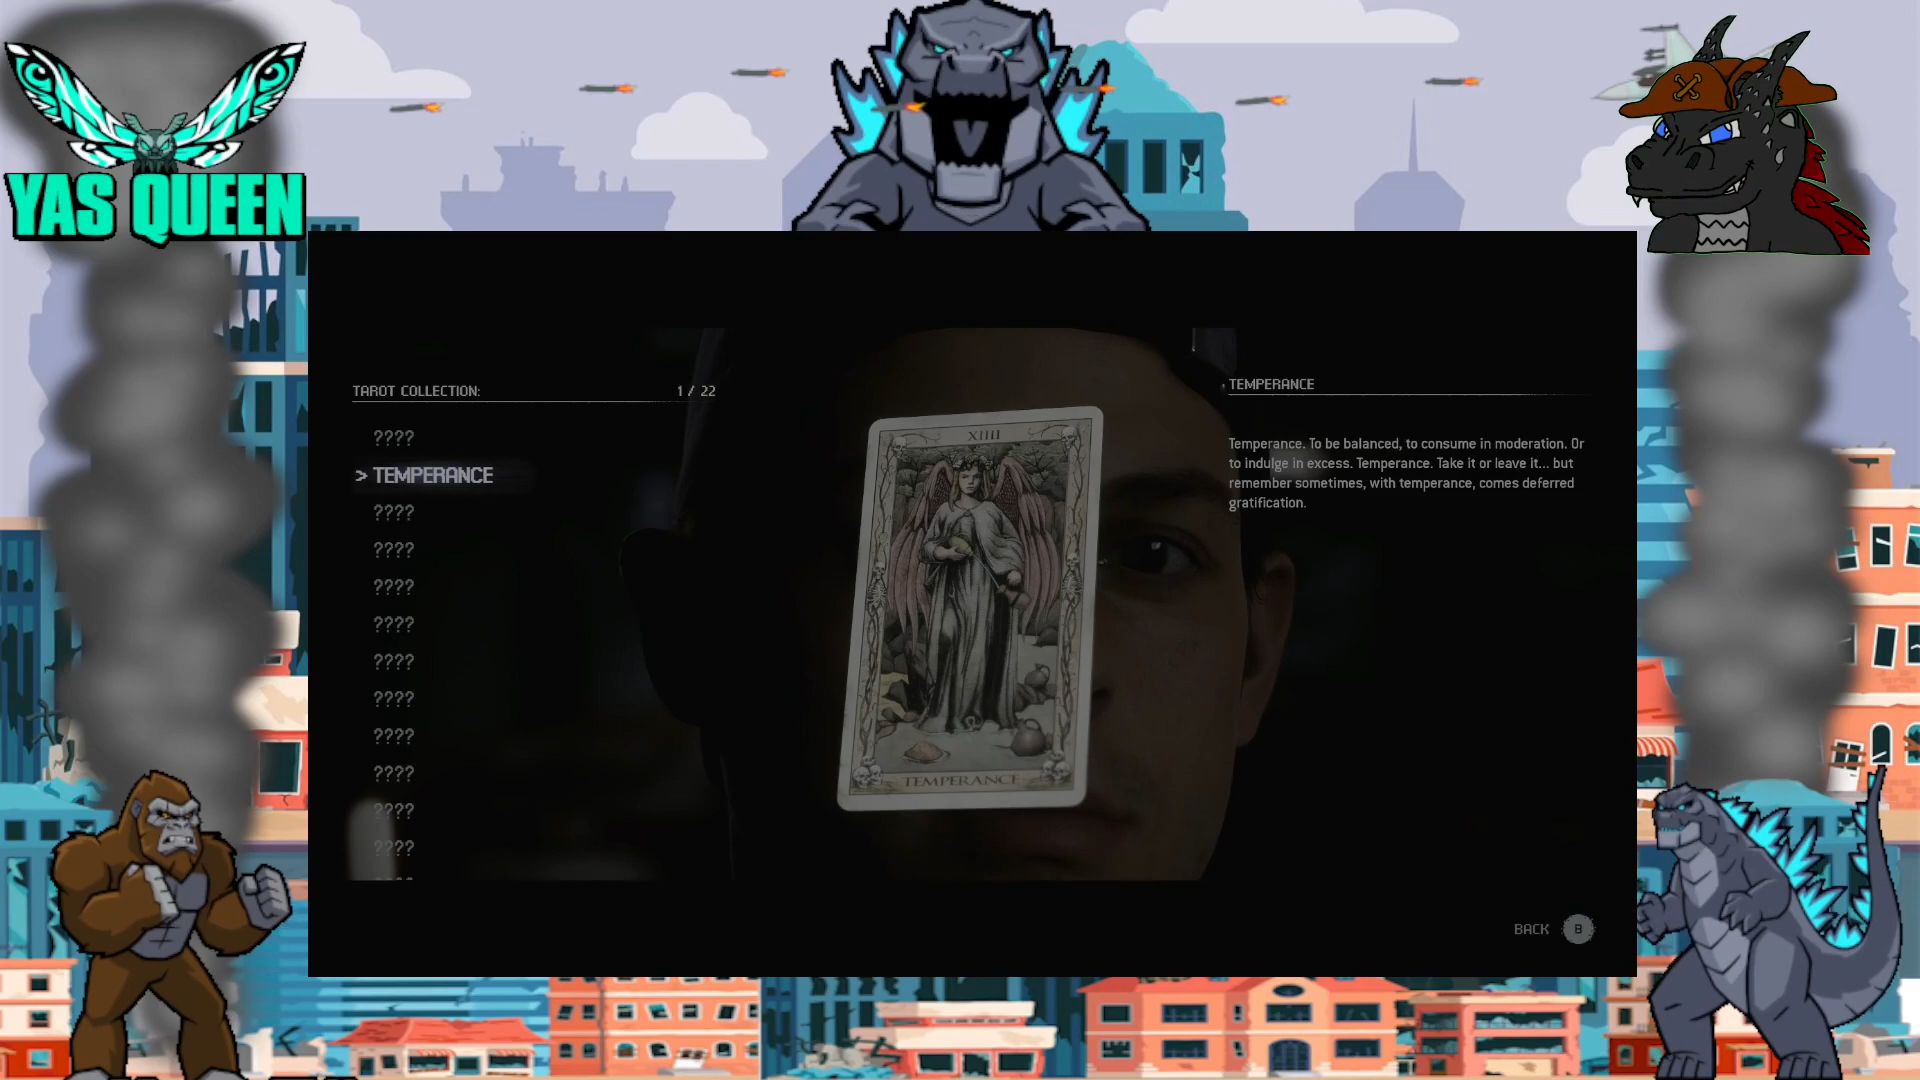 YAS QUEEN
TAROT COLLECTION: 1 / 22
????
> TEMPERANCE
????
????
????
????
????
????
????
????
????
????
XIIII
TEMPERANCE
TEMPERANCE
Temperance. To be balanced, to consume in moderation. Or
to indulge in excess. Temperance. Take it or leave it... but
remember sometimes, with temperance, comes deferred
gratification.
BACK B